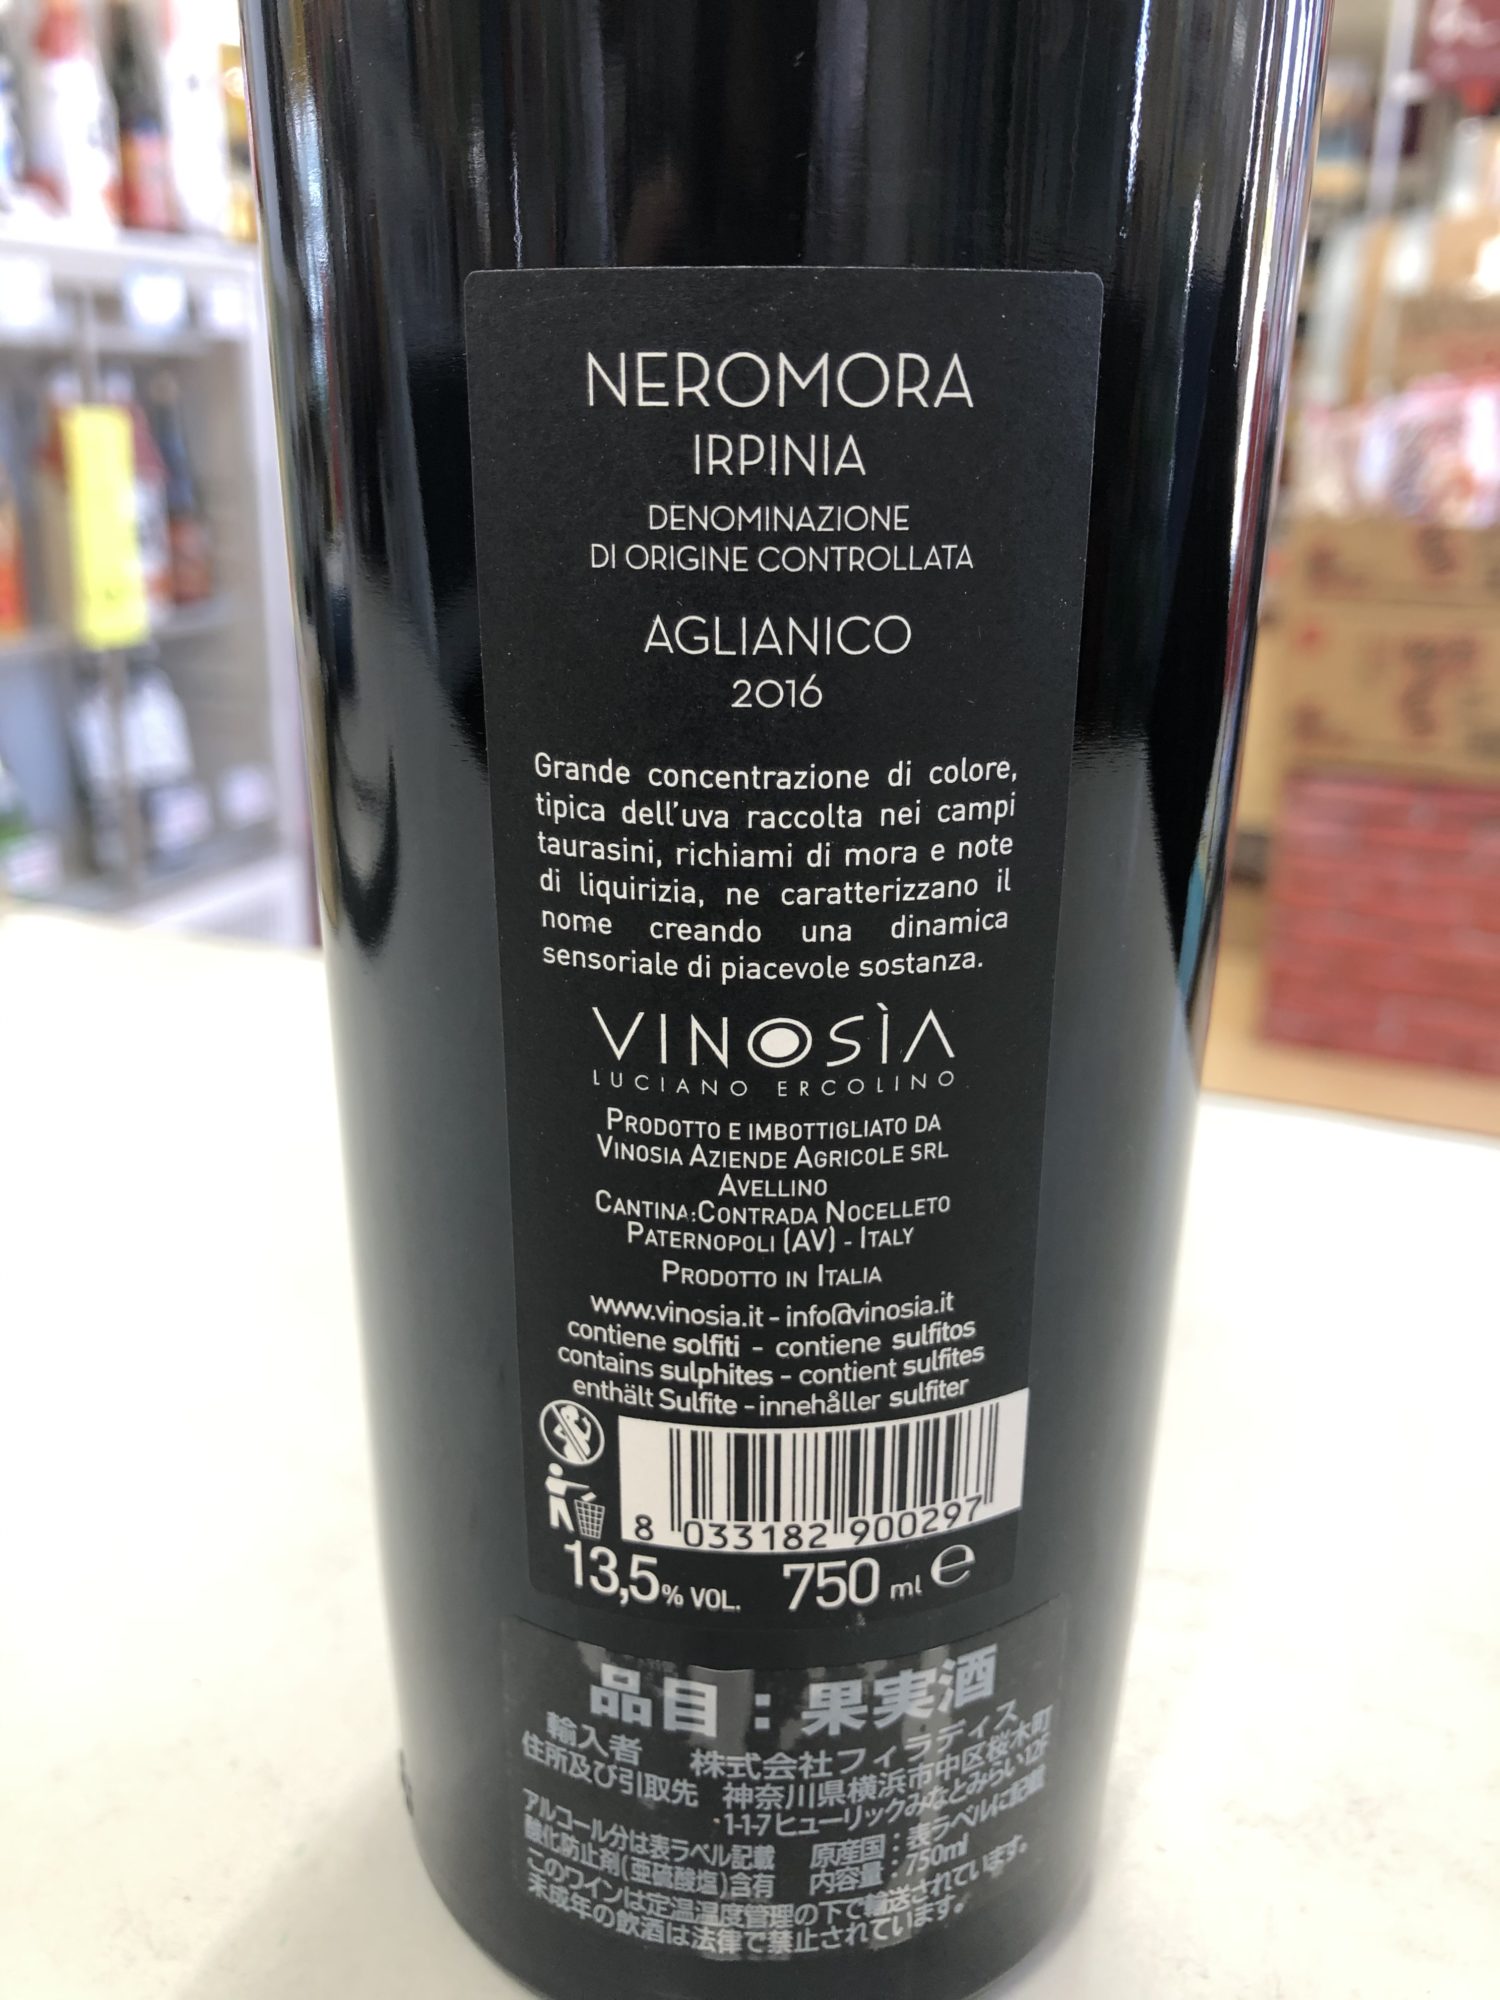 NEROMORA
IRPINIA
DENOMINAZIONE
DI ORIGINE CONTROLLATA
AGLIANICO
2016
Grande concentrazione di colore,
tipica dell'uva raccolta nei campi
taurasini, richiami di mora e note
di liquirizia, ne caratterizzano il
nome creando una dinamica
sensoriale di piacevole sostanza.
VINOSÌA
LUCIANO ERCOLINO
PRODOTTO E IMBOTTIGLIATO DA
VINOSIA AZIENDE AGRICOLE SRL
AVELLINO
CANTINA:CONTRADA NOCELLETO
PATERNOPOLI (AV) - ITALY
PRODOTTO IN ITALIA
www.vinosia.it - info@vinosia.it
contiene solfiti - contiene sulfitos
contains sulphites - contient sulfites
enthält Sulfite - innehåller sulfiter
8 033182 900297
13,5% VOL. 750 ml e
品目：果実酒
輸入者 株式会社フィラディス
住所及び引取先 神奈川県横浜市中区桜木町
1-1-7ヒューリックみなとみらい12F
アルコール分は表ラベル記載 原産国：表ラベルに記載
酸化防止剤(亜硫酸塩)含有 内容量：750ml
このワインは定温温度管理の下で輸送されています。
未成年の飲酒は法律で禁止されています。